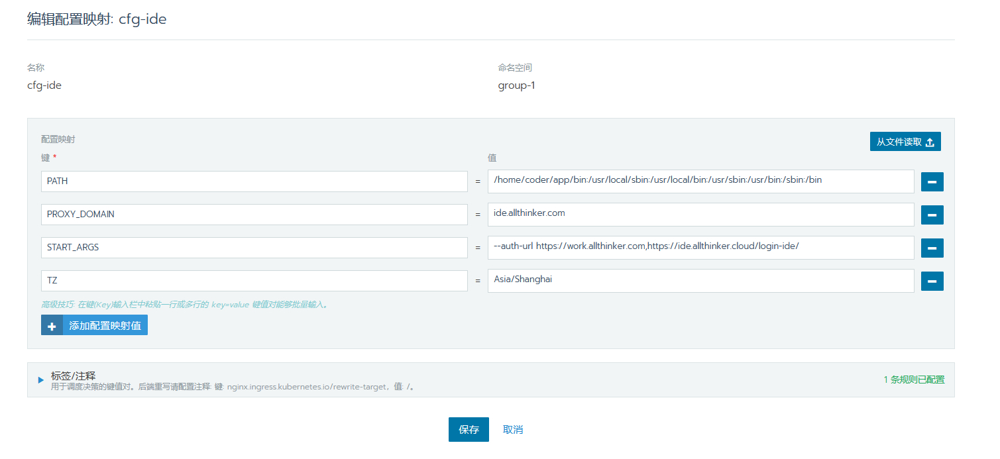 编辑配置映射: cfg-ide
名称
命名空间
cfg-ide
group-1
配置映射
从文件读取
键 *
值
PATH = /home/coder/app/bin:/usr/local/sbin:/usr/local/bin:/usr/sbin:/usr/bin:/sbin:/bin
PROXY_DOMAIN = ide.allthinker.com
START_ARGS = --auth-url https://work.allthinker.com,https://ide.allthinker.cloud/login-ide/
TZ = Asia/Shanghai
高级技巧: 在键(Key)输入栏中粘贴一行或多行的 key=value 键值对能够批量输入。
添加配置映射值
标签/注释
用于调度决策的键值对。后端重写请配置注释: 键: nginx.ingress.kubernetes.io/rewrite-target，值: /。
1 条规则已配置
保存
取消